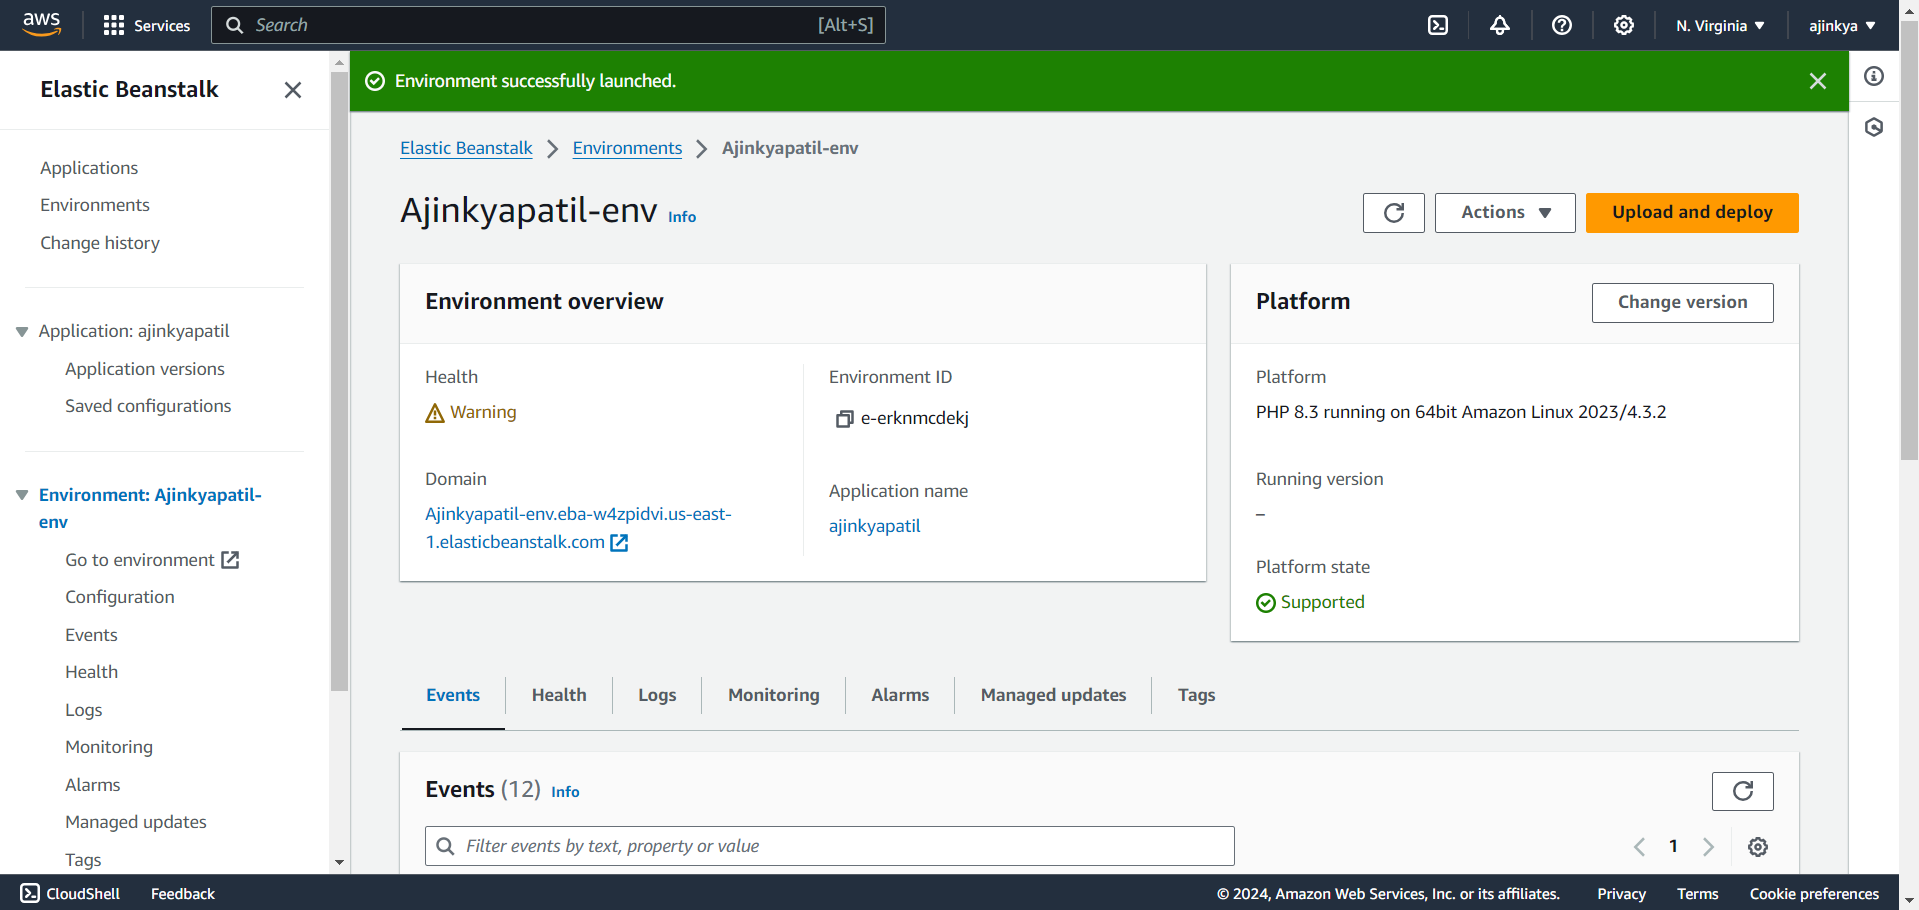 aws
Services
Search
[Alt+S]
N. Virginia
ajinkya
Elastic Beanstalk
Applications
Environments
Change history
Application: ajinkyapatil
Application versions
Saved configurations
Environment: Ajinkyapatil-
env
Go to environment
Configuration
Events
Health
Logs
Monitoring
Alarms
Managed updates
Tags
Environment successfully launched.
Elastic Beanstalk
Environments
Ajinkyapatil-env
Ajinkyapatil-env Info
Actions
Upload and deploy
Environment overview
Health
Warning
Domain
Ajinkyapatil-env.eba-w4zpidvi.us-east-
1.elasticbeanstalk.com
Environment ID
e-erknmcdekj
Application name
ajinkyapatil
Platform
Change version
Platform
PHP 8.3 running on 64bit Amazon Linux 2023/4.3.2
Running version
–
Platform state
Supported
Events
Health
Logs
Monitoring
Alarms
Managed updates
Tags
Events (12) Info
Filter events by text, property or value
1
CloudShell
Feedback
© 2024, Amazon Web Services, Inc. or its affiliates.
Privacy
Terms
Cookie preferences